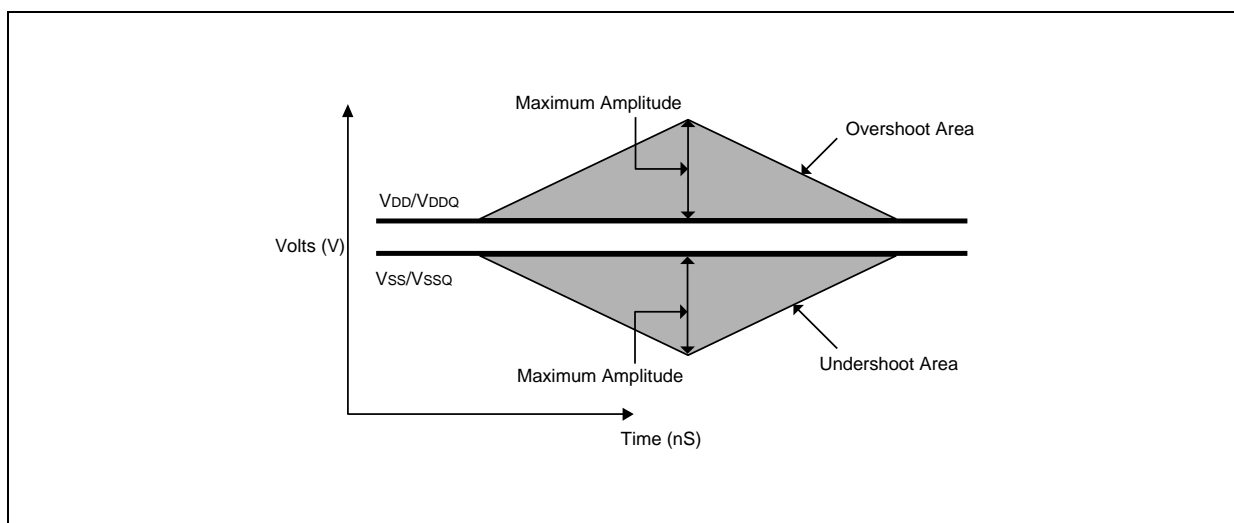 Maximum Amplitude
Overshoot Area
VDD/VDDQ
Volts (V)
VSS/VSSQ
Undershoot Area
Maximum Amplitude
Time (nS)